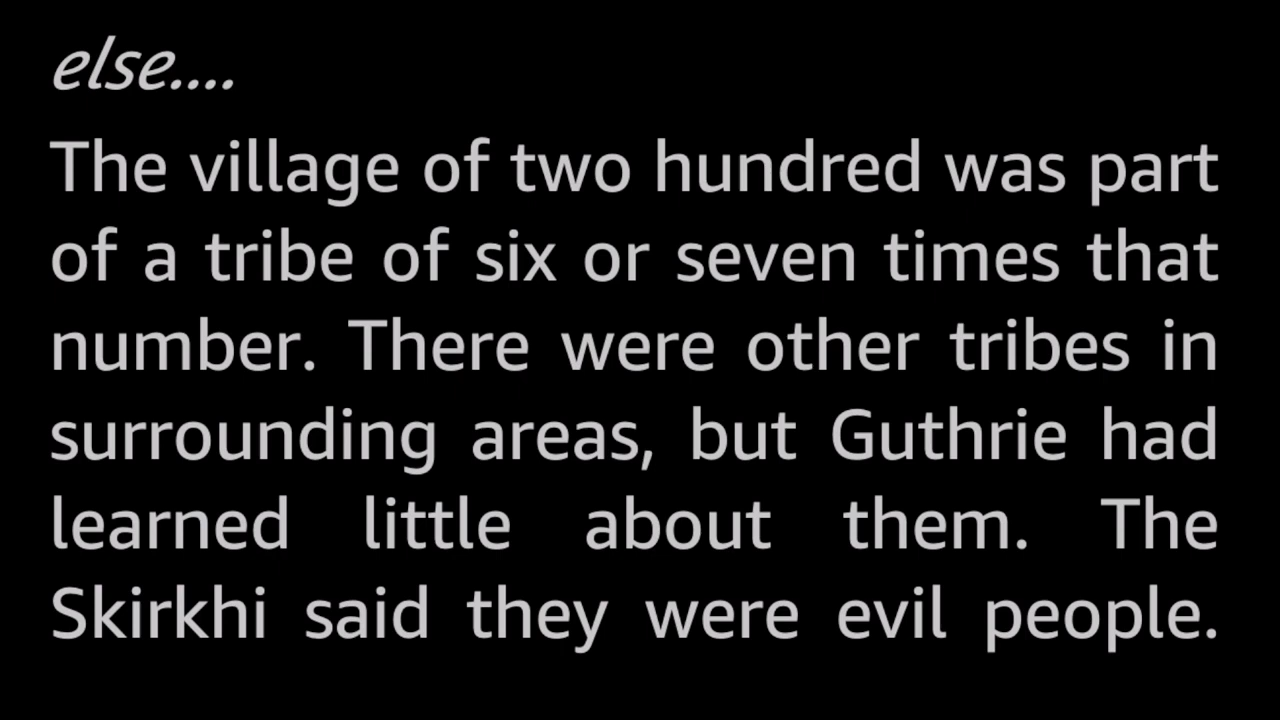 else....
The village of two hundred was part
of a tribe of six or seven times that
number. There were other tribes in
surrounding areas, but Guthrie had
learned little about them. The
Skirkhi said they were evil people.